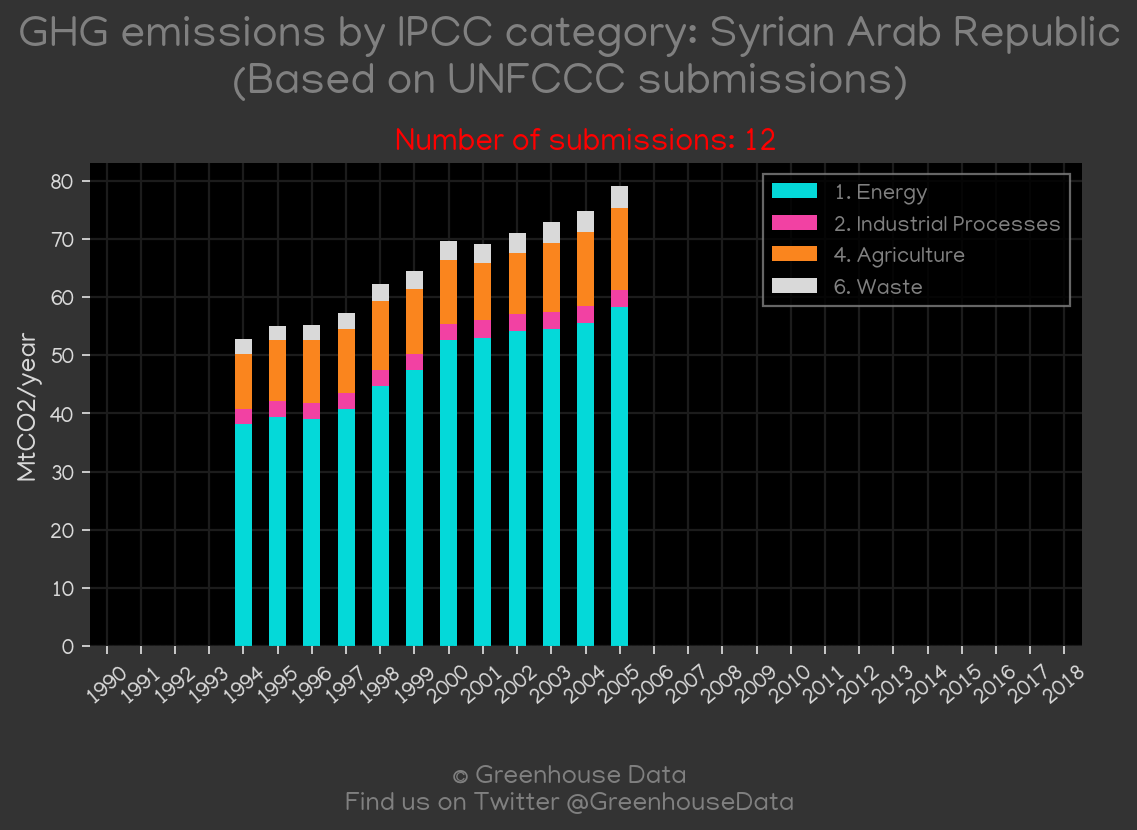 GHG emissions by IPCC category: Syrian Arab Republic
(Based on UNFCCC submissions)
Number of submissions: 12
MtCO2/year
80
70
60
50
40
30
20
10
0
1. Energy
2. Industrial Processes
4. Agriculture
6. Waste
1990 1991 1992 1993 1994 1995 1996 1997 1998 1999 2000 2001 2002 2003 2004 2005 2006 2007 2008 2009 2010 2011 2012 2013 2014 2015 2016 2017 2018
© Greenhouse Data
Find us on Twitter @GreenhouseData